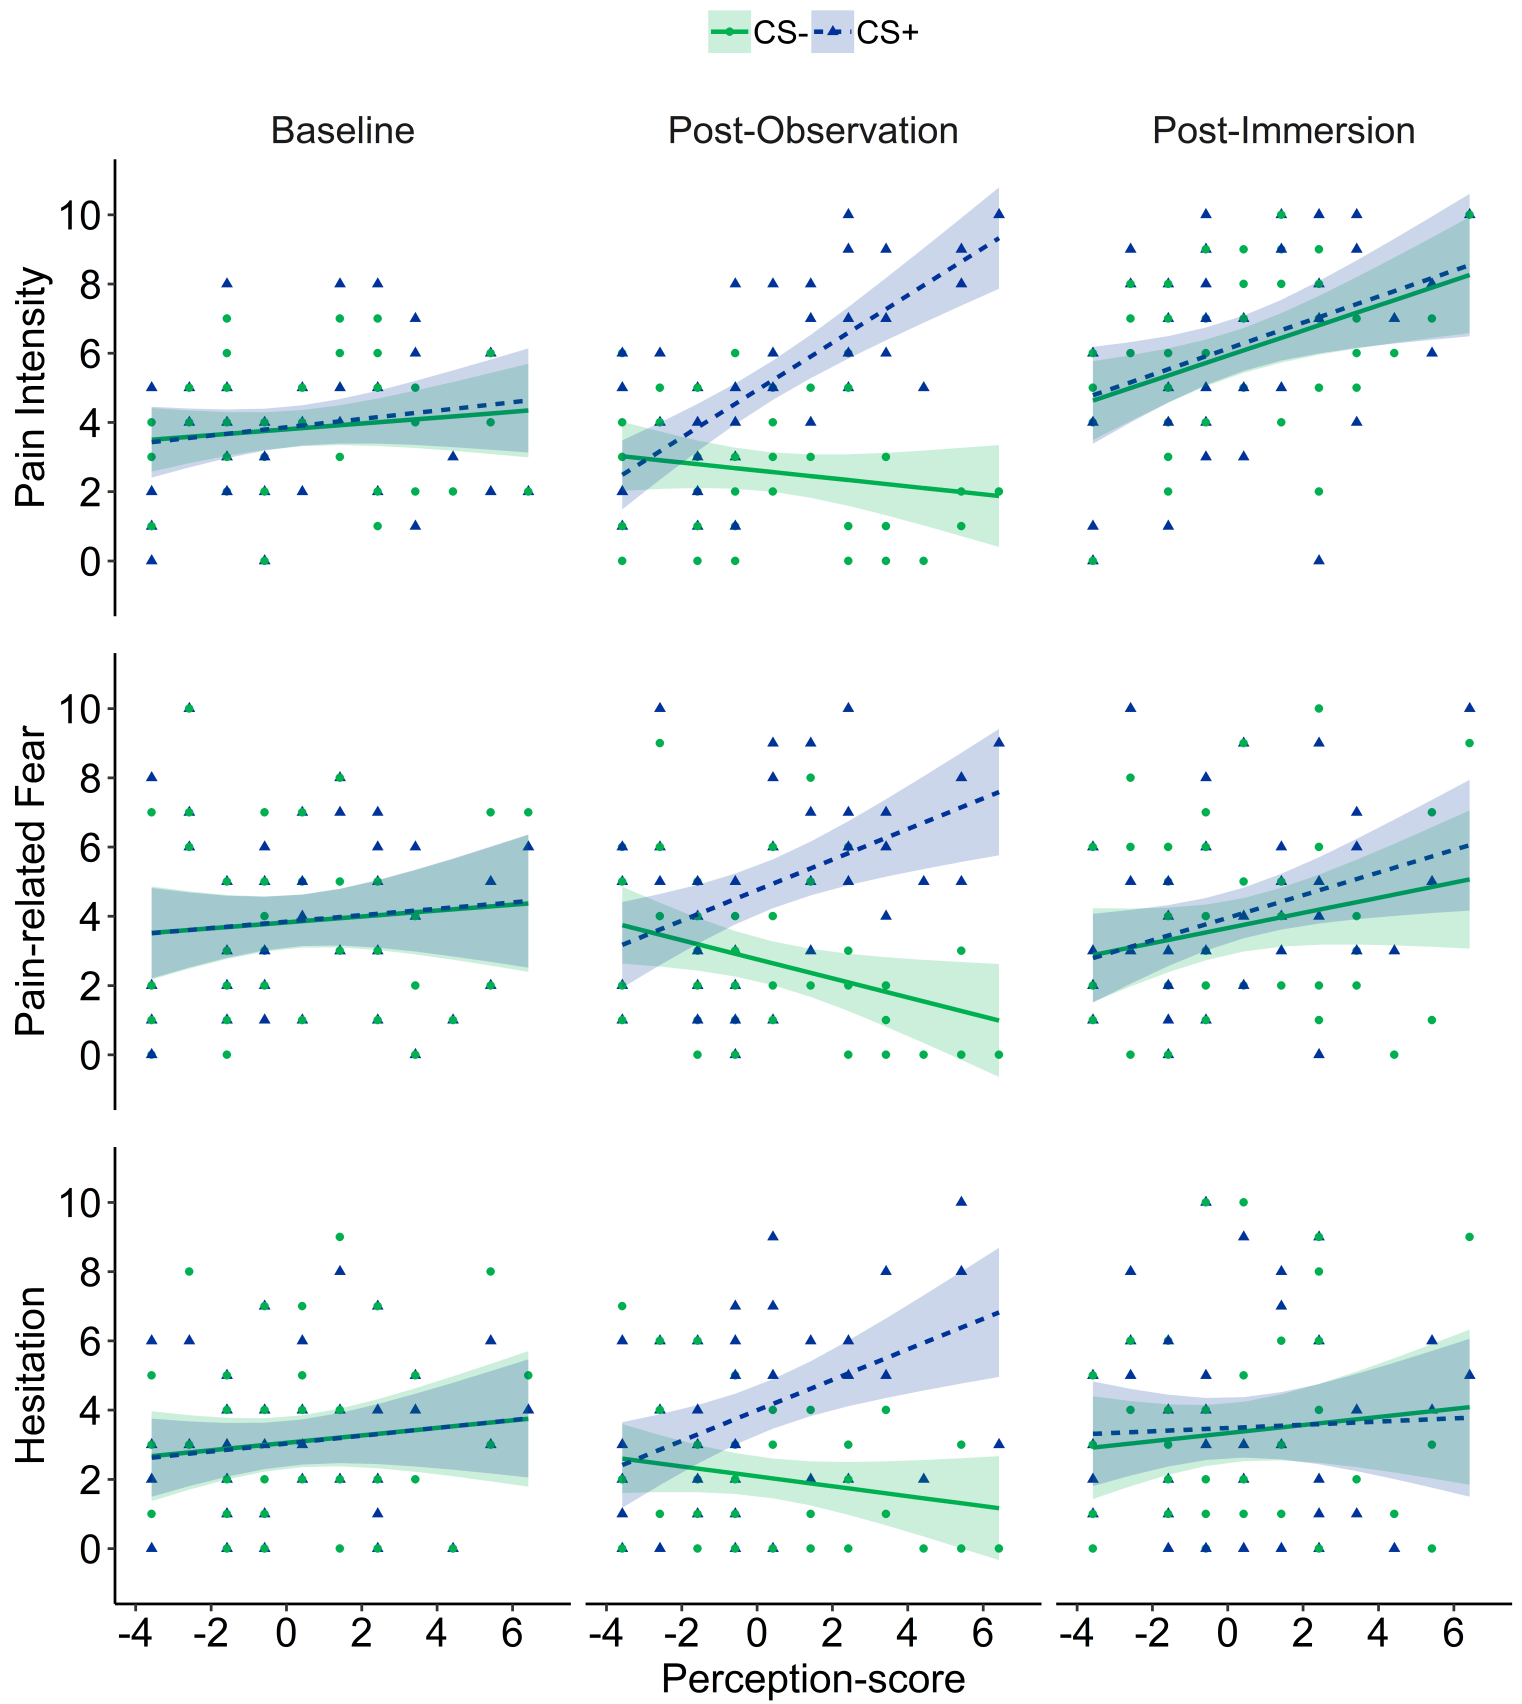 CS- CS+
Baseline Post-Observation Post-Immersion
Pain Intensity
10
8
6
4
2
0
Pain-related Fear
10
8
6
4
2
0
Hesitation
10
8
6
4
2
0
-4 -2 0 2 4 6 -4 -2 0 2 4 6 -4 -2 0 2 4 6
Perception-score